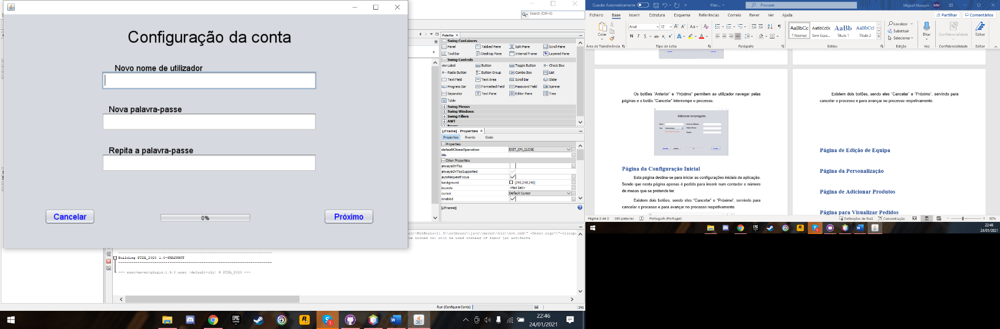 Configuração da conta
Novo nome de utilizador
Nova palavra-passe
Repita a palavra-passe
Cancelar
0%
Próximo
Search (Ctrl+I)
Palette
Swing Containers
Panel
Tabbed Pane
Split Pane
Scroll Pane
Tool Bar
Desktop Pane
Internal Frame
Layered Pane
Swing Controls
Label
Button
Toggle Button
Check Box
Radio Button
Button Group
Combo Box
List
Text Field
Text Area
Scroll Bar
Slider
Progress Bar
Formatted Field
Password Field
Spinner
Separator
Text Pane
Editor Pane
Tree
Table
Swing Menus
Swing Windows
Swing Fillers
AWT
[JFrame] - Properties
Properties
Events
Code
Properties
defaultCloseOperation
EXIT_ON_CLOSE
title
Other Properties
alwaysOnTop
alwaysOnTopSupported
autoRequestFocus
background
[240,240,240]
bounds
<Not Set>
cursor
Default Cursor
enabled
[JFrame]
es\\NetBeans-11.3\\netbeans\\java\\maven\\bin\\mvn.cmd\" -Dexec.args=\"-classpa
ve turned on) will be used instead of their jar artifacts.
Building PTDA_2020 1.0-SNAPSHOT
--- exec-maven-plugin:1.5.0:exec (default-cli) @ PTDA_2020 ---
Run (ConfigurarConta)
INS
22:46
24/01/2021
Guardar Automaticamente
Man...
Procurar
Miguel Marques
MM
Ficheiro
Base
Inserir
Estrutura
Esquema
Referências
Correio
Rever
Ver
Ajuda
Partilhar
Comentários
Colar
Arial
12
AaBbCc
AaBbCcDc
AaBb
AaBbCcI
¶ Normal
Sem Espa...
Título 1
Título 2
Localizar
Substituir
Selecionar
Ditar
Confidencialidade
Editor
Área de Transferência
Tipo de Letra
Parágrafo
Estilos
Edição
Voz
Confidencialidade
Editor
Os botões “Anterior” e “Próximo” permitem ao utilizador navegar pelas
páginas e o botão “Cancelar” interrompe o processo.
Adicionar empregado
Página da Configuração Inicial
Esta página destina-se para iniciar as configurações iniciais da aplicação.
Sendo que nesta página apenas é pedido para inserir num contador o número
de mesas que se pretende ter.
Existem dois botões, sendo eles “Cancelar” e “Próximo”, servindo para
cancelar o processo e para avançar no processo respetivamente.
Existem dois botões, sendo eles “Cancelar” e “Próximo”, servindo para
cancelar o processo e para avançar no processo respetivamente.
Página de Edição de Equipa
Página da Personalização
Página de Adicionar Produtos
Página para Visualizar Pedidos
Página 8 de 8
698 palavras
Português (Portugal)
Definições de Ecrã
Concentração
80%
22:46
24/01/2021